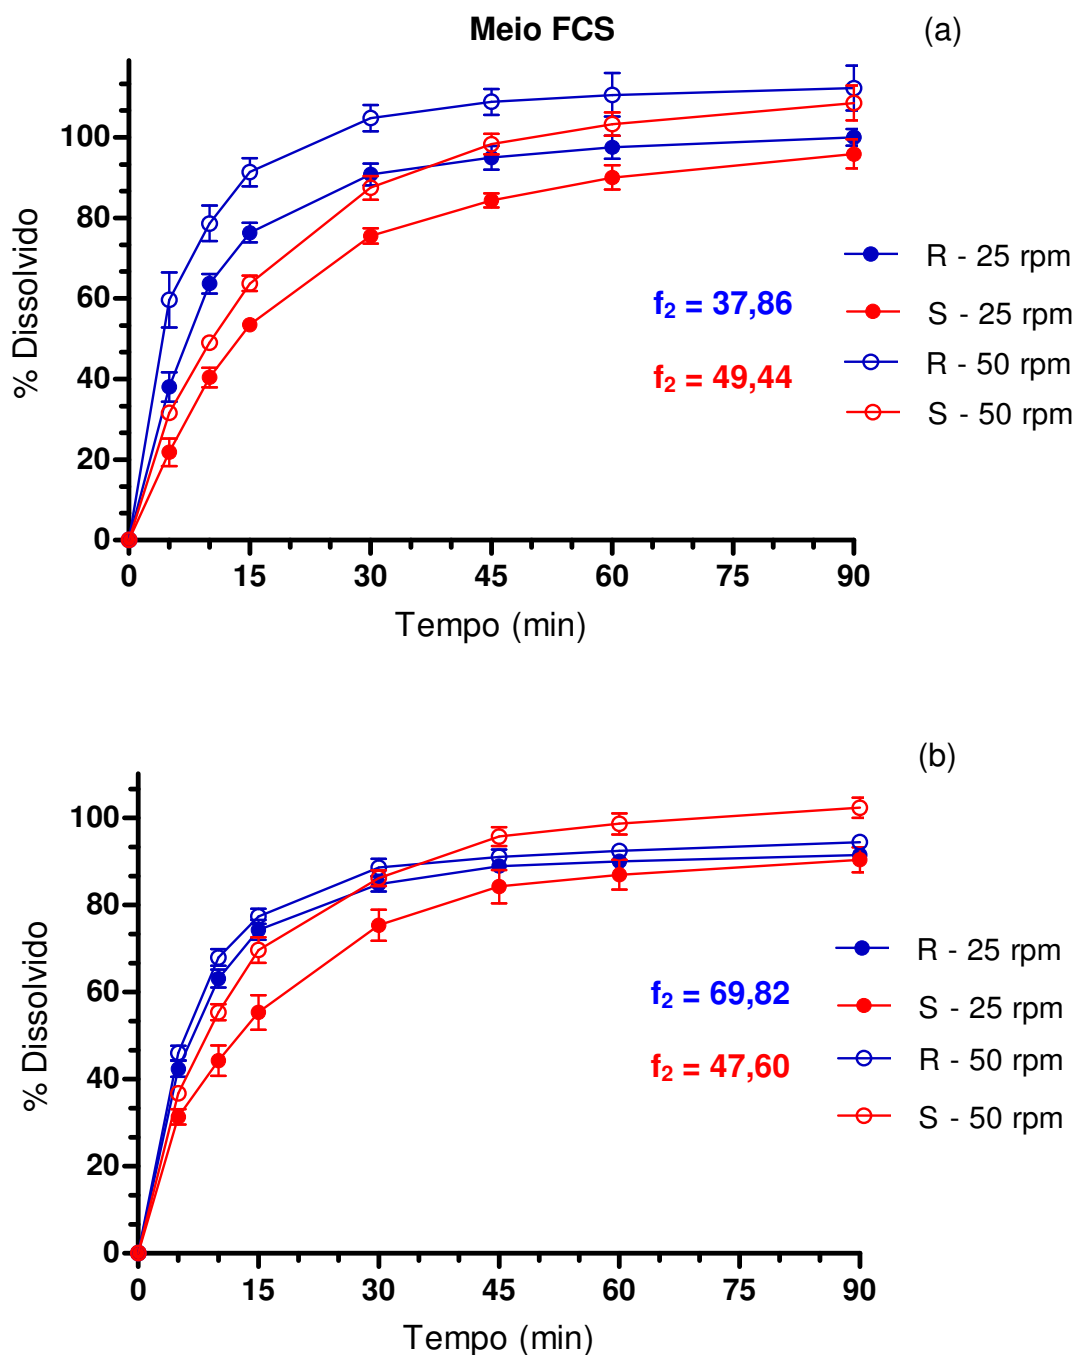 Meio FCS
(a)
% Dissolvido
100
80
60
40
20
0
0 15 30 45 60 75 90
Tempo (min)
f₂ = 37,86
f₂ = 49,44
R - 25 rpm
S - 25 rpm
R - 50 rpm
S - 50 rpm
(b)
% Dissolvido
100
80
60
40
20
0
0 15 30 45 60 75 90
Tempo (min)
f₂ = 69,82
f₂ = 47,60
R - 25 rpm
S - 25 rpm
R - 50 rpm
S - 50 rpm